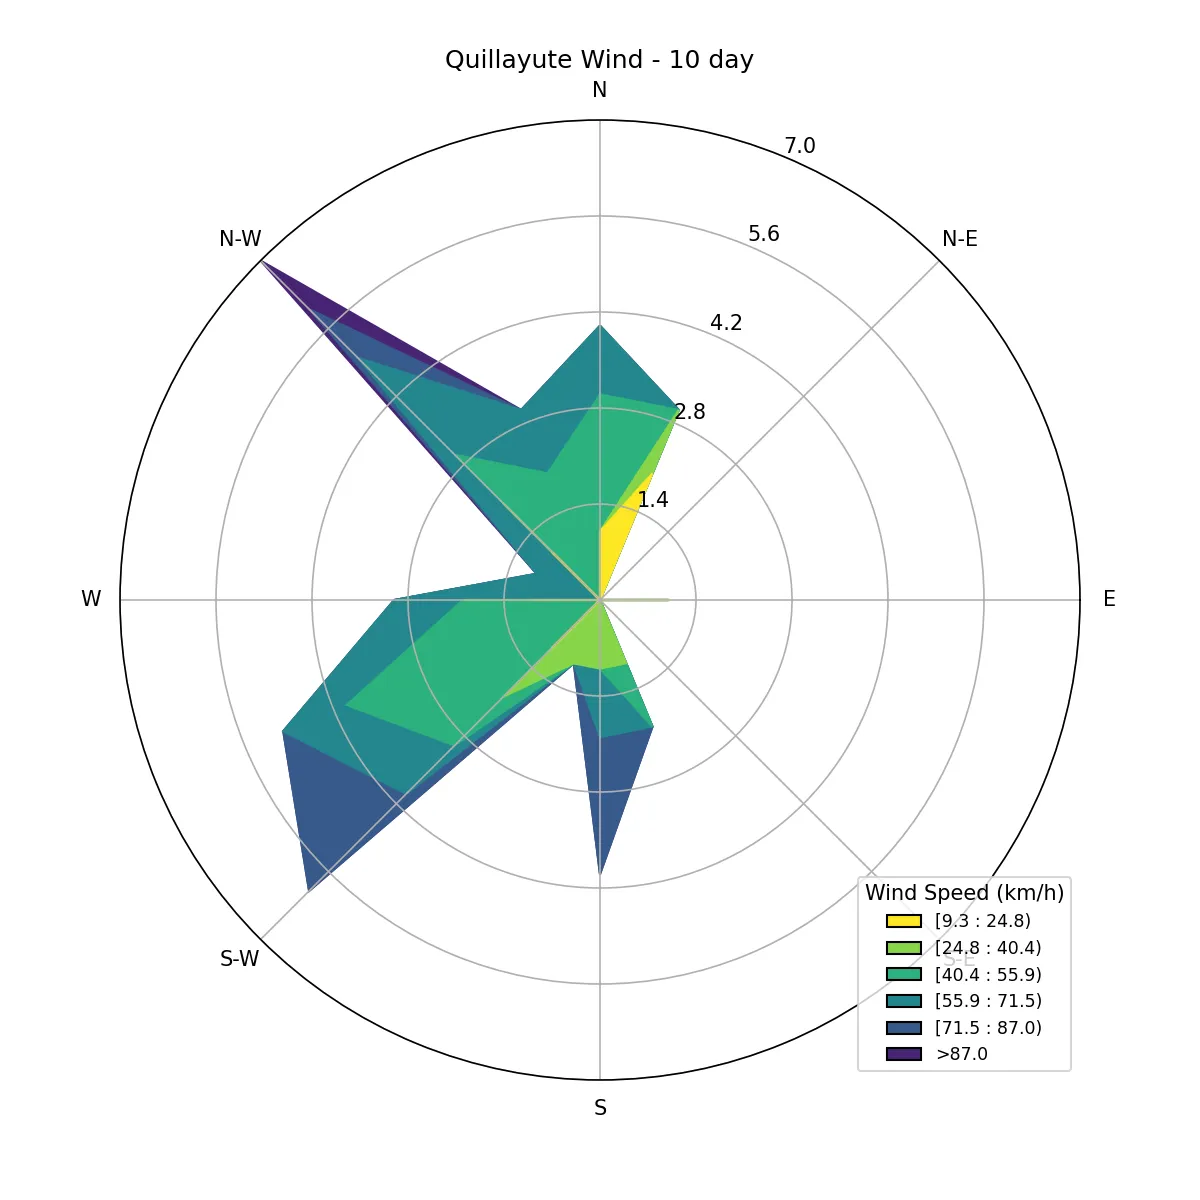 Quillayute Wind - 10 day
N
7.0
N-W
5.6
N-E
4.2
2.8
1.4
W
E
Wind Speed (km/h)
[9.3 : 24.8)
[24.8 : 40.4)
S-W
S-E
[40.4 : 55.9)
[55.9 : 71.5)
[71.5 : 87.0)
>87.0
S